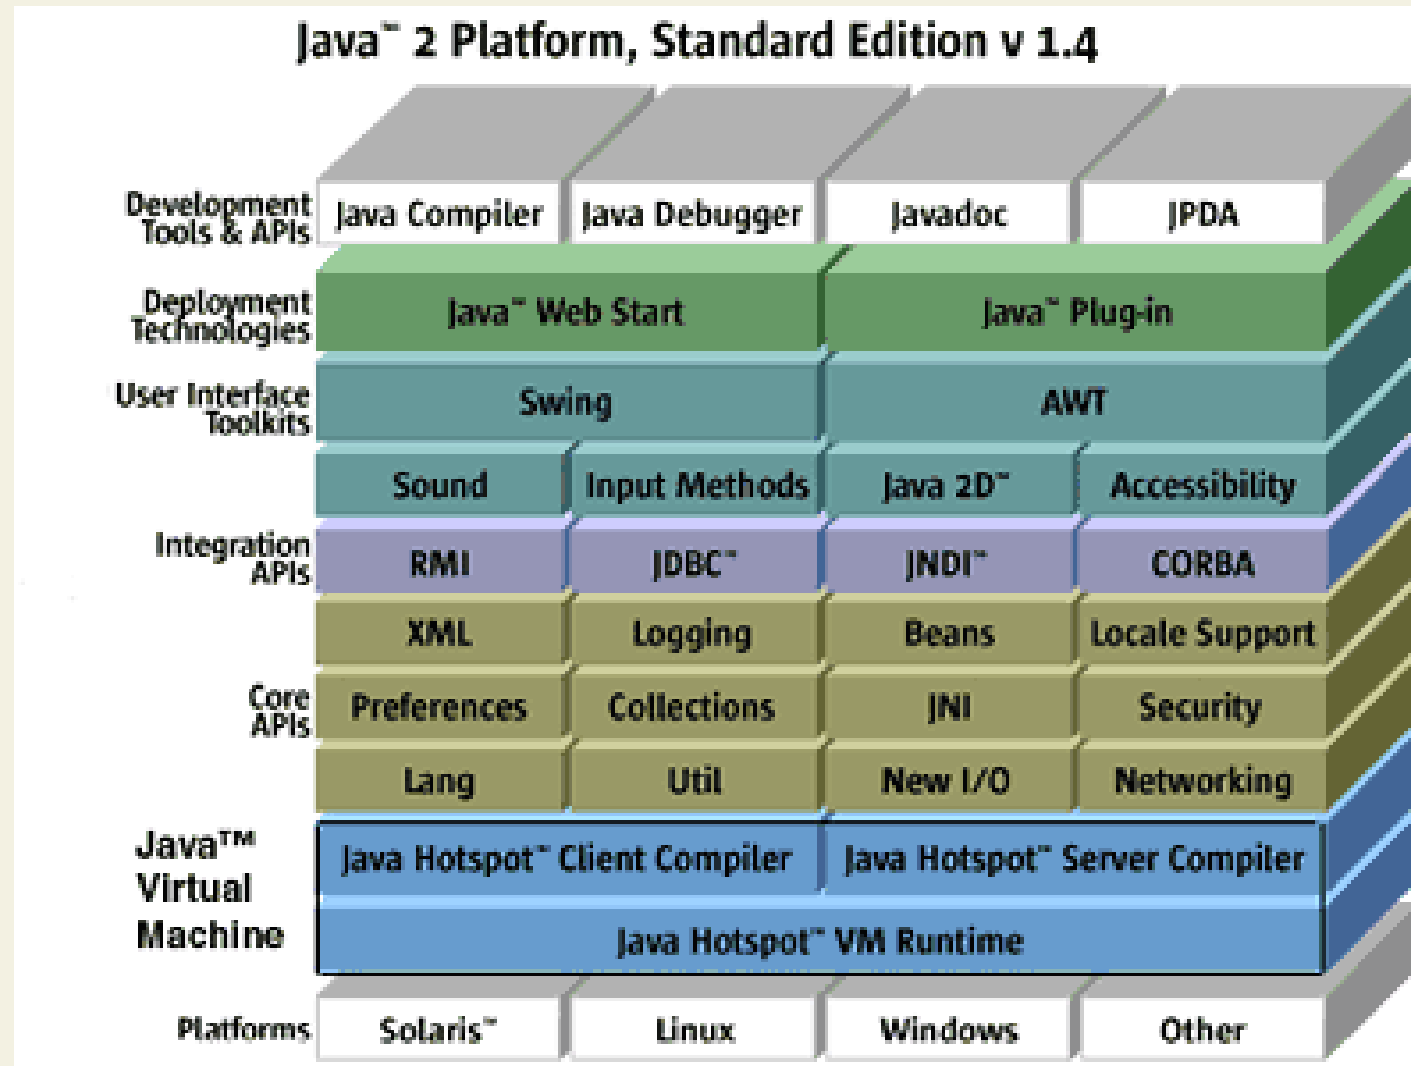 Java™ 2 Platform, Standard Edition v 1.4
Development
Tools & APIs
Java Compiler Java Debugger Javadoc JPDA
Deployment
Technologies
Java™ Web Start Java™ Plug-in
User Interface
Toolkits
Swing AWT
Sound Input Methods Java 2D™ Accessibility
Integration
APIs
RMI JDBC™ JNDI™ CORBA
XML Logging Beans Locale Support
Core
APIs
Preferences Collections JNI Security
Lang Util New I/O Networking
Java™
Virtual
Machine
Java Hotspot™ Client Compiler Java Hotspot™ Server Compiler
Java Hotspot™ VM Runtime
Platforms Solaris™ Linux Windows Other